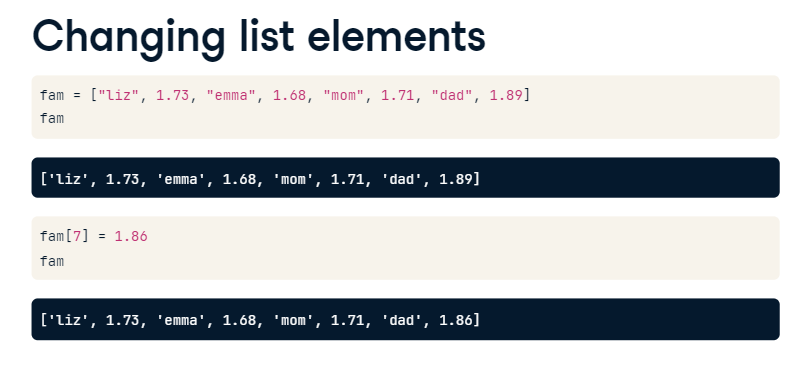 Changing list elements
fam = ["liz", 1.73, "emma", 1.68, "mom", 1.71, "dad", 1.89]
fam
['liz', 1.73, 'emma', 1.68, 'mom', 1.71, 'dad', 1.89]
fam[7] = 1.86
fam
['liz', 1.73, 'emma', 1.68, 'mom', 1.71, 'dad', 1.86]